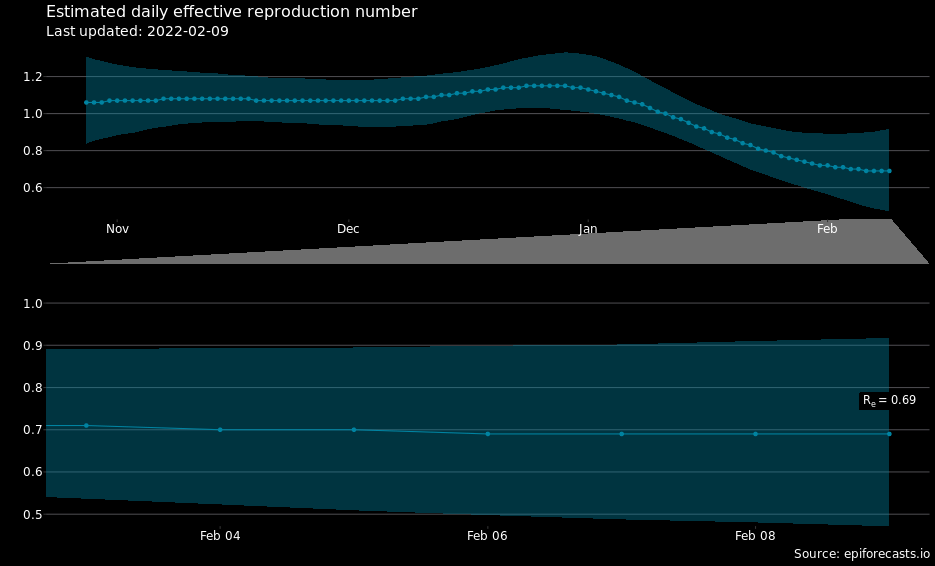 Estimated daily effective reproduction number
Last updated: 2022-02-09
1.2
1.0
0.8
0.6
Nov Dec Jan Feb
1.0
0.9
0.8
Rₑ = 0.69
0.7
0.6
0.5
Feb 04 Feb 06 Feb 08
Source: epiforecasts.io